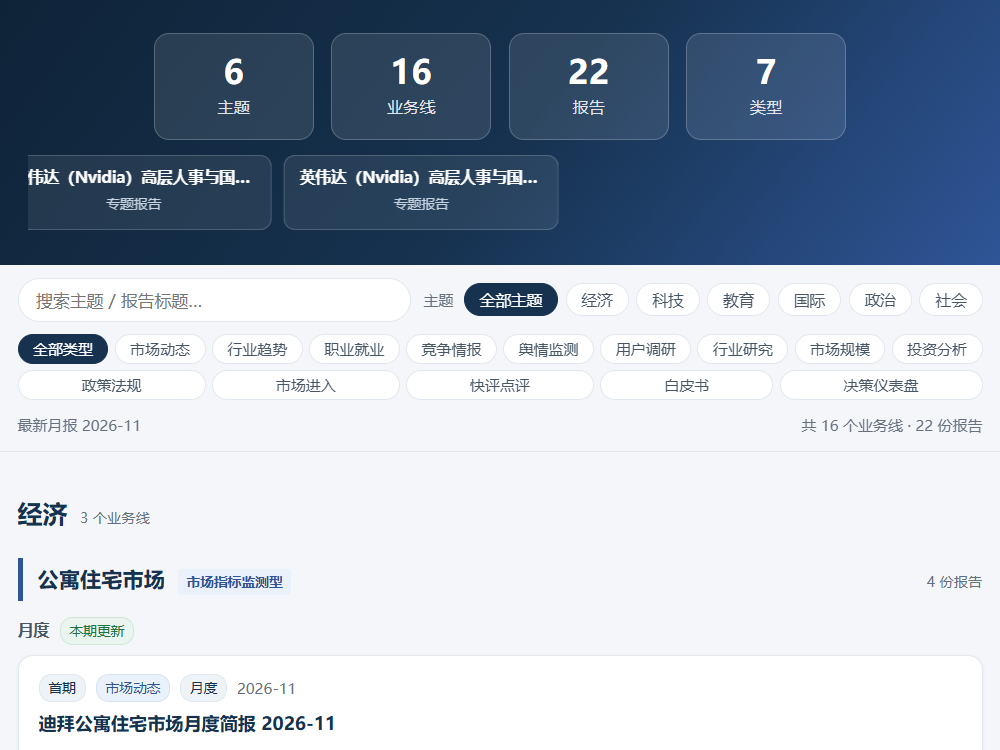 6
主题
16
业务线
22
报告
7
类型
伟达（Nvidia）高层人事与国...
专题报告
英伟达（Nvidia）高层人事与国...
专题报告
搜索主题 / 报告标题...
主题
全部主题
经济
科技
教育
国际
政治
社会
全部类型
市场动态
行业趋势
职业就业
竞争情报
舆情监测
用户调研
行业研究
市场规模
投资分析
政策法规
市场进入
快评点评
白皮书
决策仪表盘
最新月报 2026-11
共 16 个业务线 · 22 份报告
经济 3 个业务线
公寓住宅市场 市场指标监测型
4 份报告
月度 本期更新
首期 市场动态 月度 2026-11
迪拜公寓住宅市场月度简报 2026-11